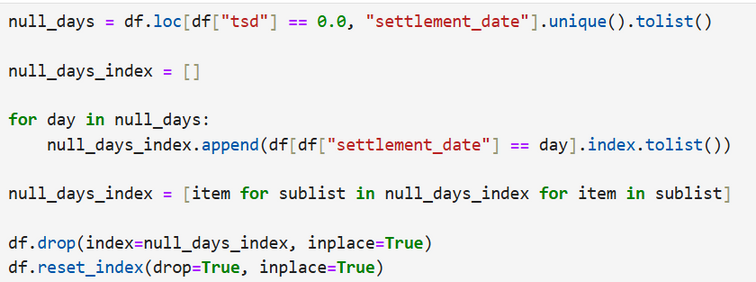 null_days = df.loc[df["tsd"] == 0.0, "settlement_date"].unique().tolist()
null_days_index = []
for day in null_days:
    null_days_index.append(df[df["settlement_date"] == day].index.tolist())
null_days_index = [item for sublist in null_days_index for item in sublist]
df.drop(index=null_days_index, inplace=True)
df.reset_index(drop=True, inplace=True)